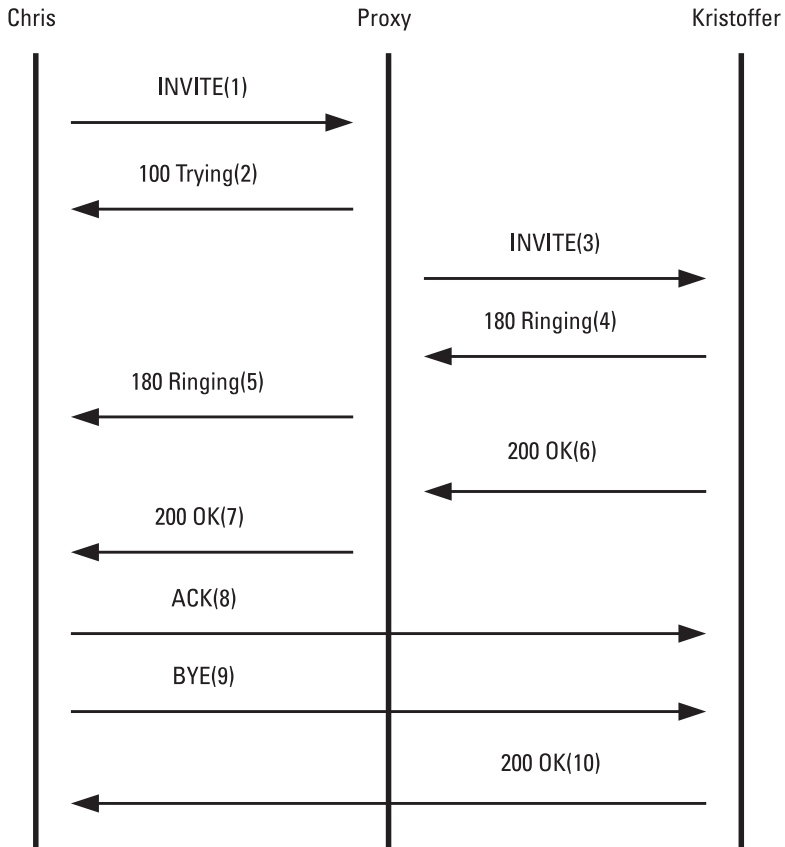 Chris Proxy Kristoffer
INVITE(1)
100 Trying(2)
INVITE(3)
180 Ringing(4)
180 Ringing(5)
200 OK(6)
200 OK(7)
ACK(8)
BYE(9)
200 OK(10)